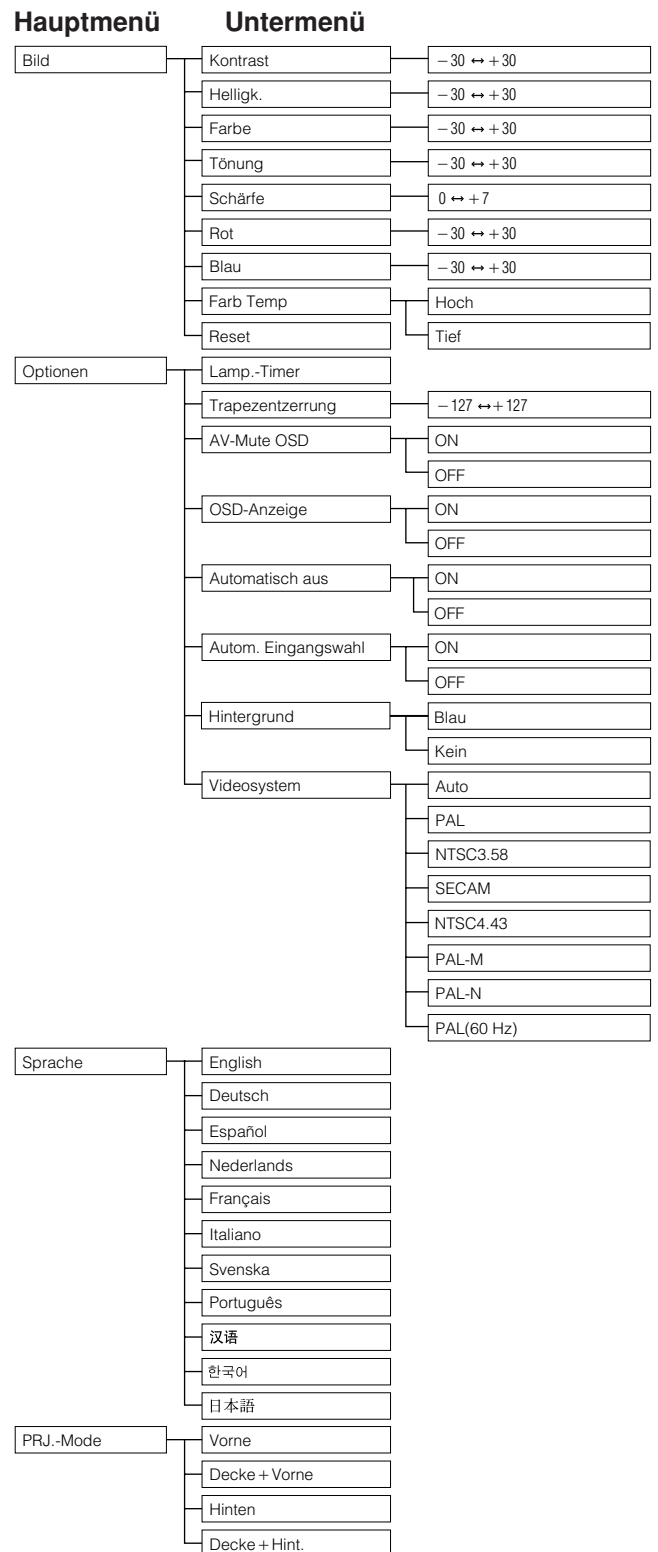 Hauptmenü Untermenü
Bild Kontrast −30 ↔ +30
Helligk. −30 ↔ +30
Farbe −30 ↔ +30
Tönung −30 ↔ +30
Schärfe 0 ↔ +7
Rot −30 ↔ +30
Blau −30 ↔ +30
Farb Temp Hoch
Reset Tief
Optionen Lamp.-Timer
Trapezentzerrung −127 ↔ +127
AV-Mute OSD ON
OFF
OSD-Anzeige ON
OFF
Automatisch aus ON
OFF
Autom. Eingangswahl ON
OFF
Hintergrund Blau
Kein
Videosystem Auto
PAL
NTSC3.58
SECAM
NTSC4.43
PAL-M
PAL-N
PAL(60 Hz)
Sprache English
Deutsch
Español
Nederlands
Français
Italiano
Svenska
Português
汉语
한국어
日本語
PRJ.-Mode Vorne
Decke+Vorne
Hinten
Decke+Hint.